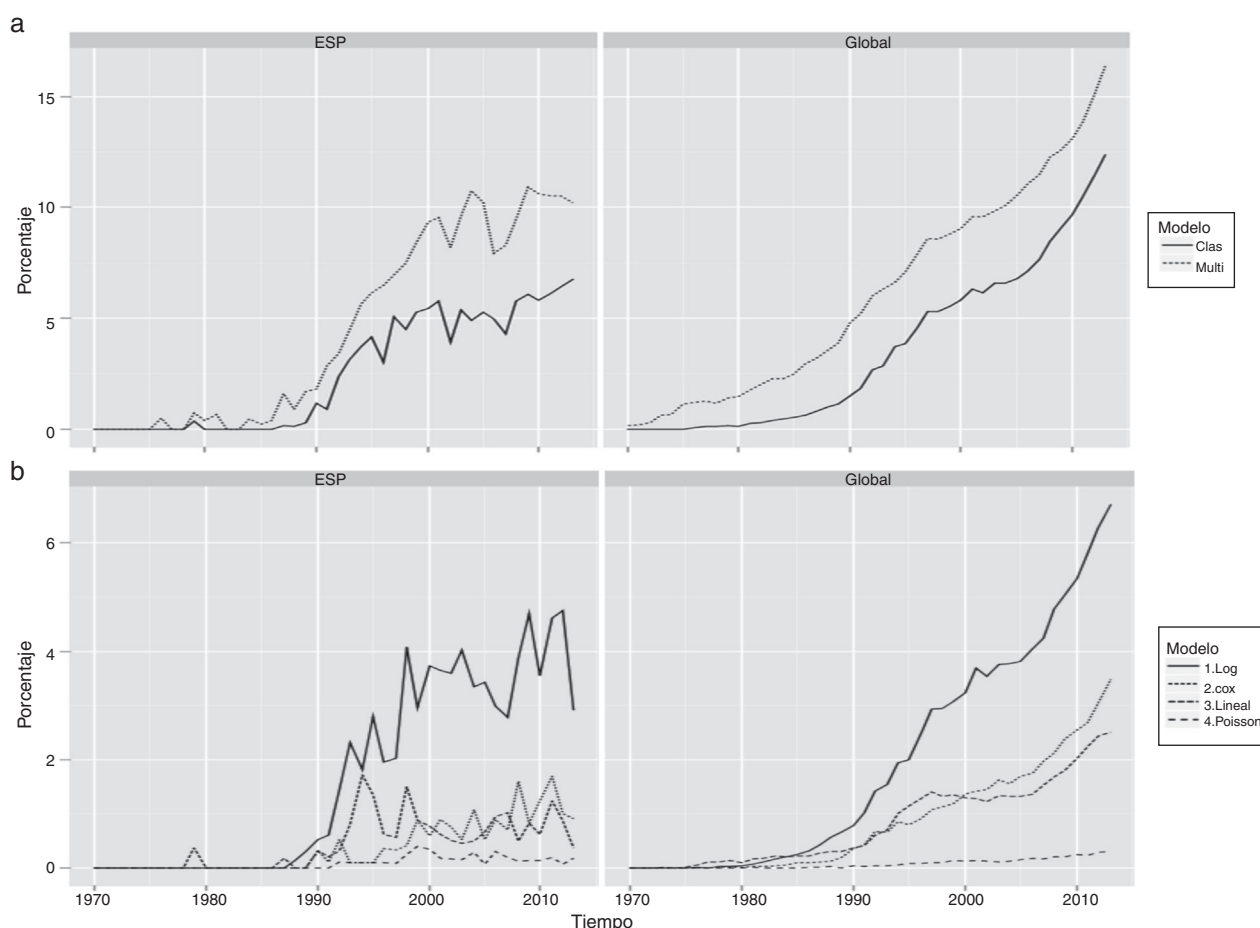 a
ESP
Global
15
10
5
0
Porcentaje
Modelo
Clas
Multi
b
ESP
Global
6
4
2
0
Porcentaje
Modelo
1.Log
2.cox
3.Lineal
4.Poisson
1970 1980 1990 2000 2010
1970 1980 1990 2000 2010
Tiempo